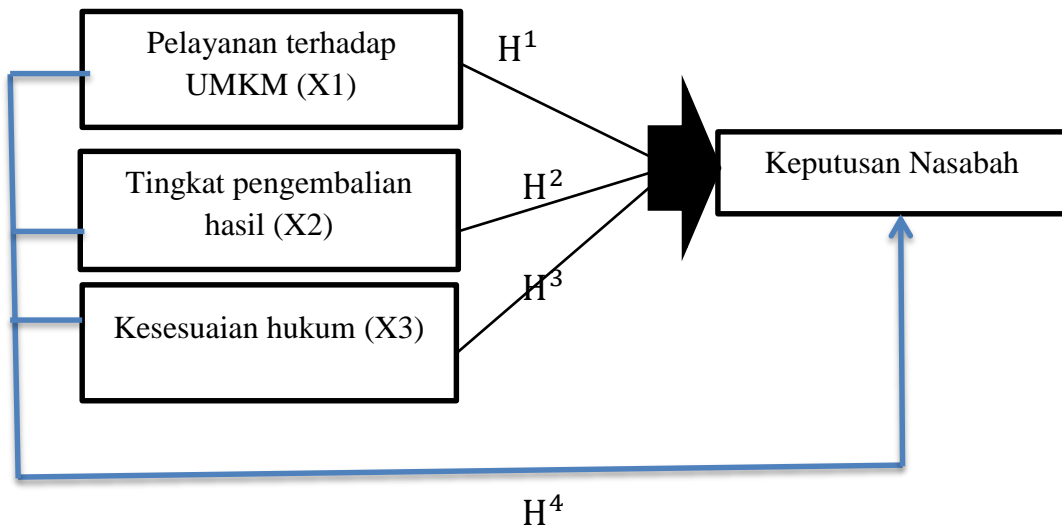 Pelayanan terhadap
UMKM (X1)
H¹
Tingkat pengembalian
hasil (X2)
H²
Keputusan Nasabah
Kesesuaian hukum (X3)
H³
H⁴